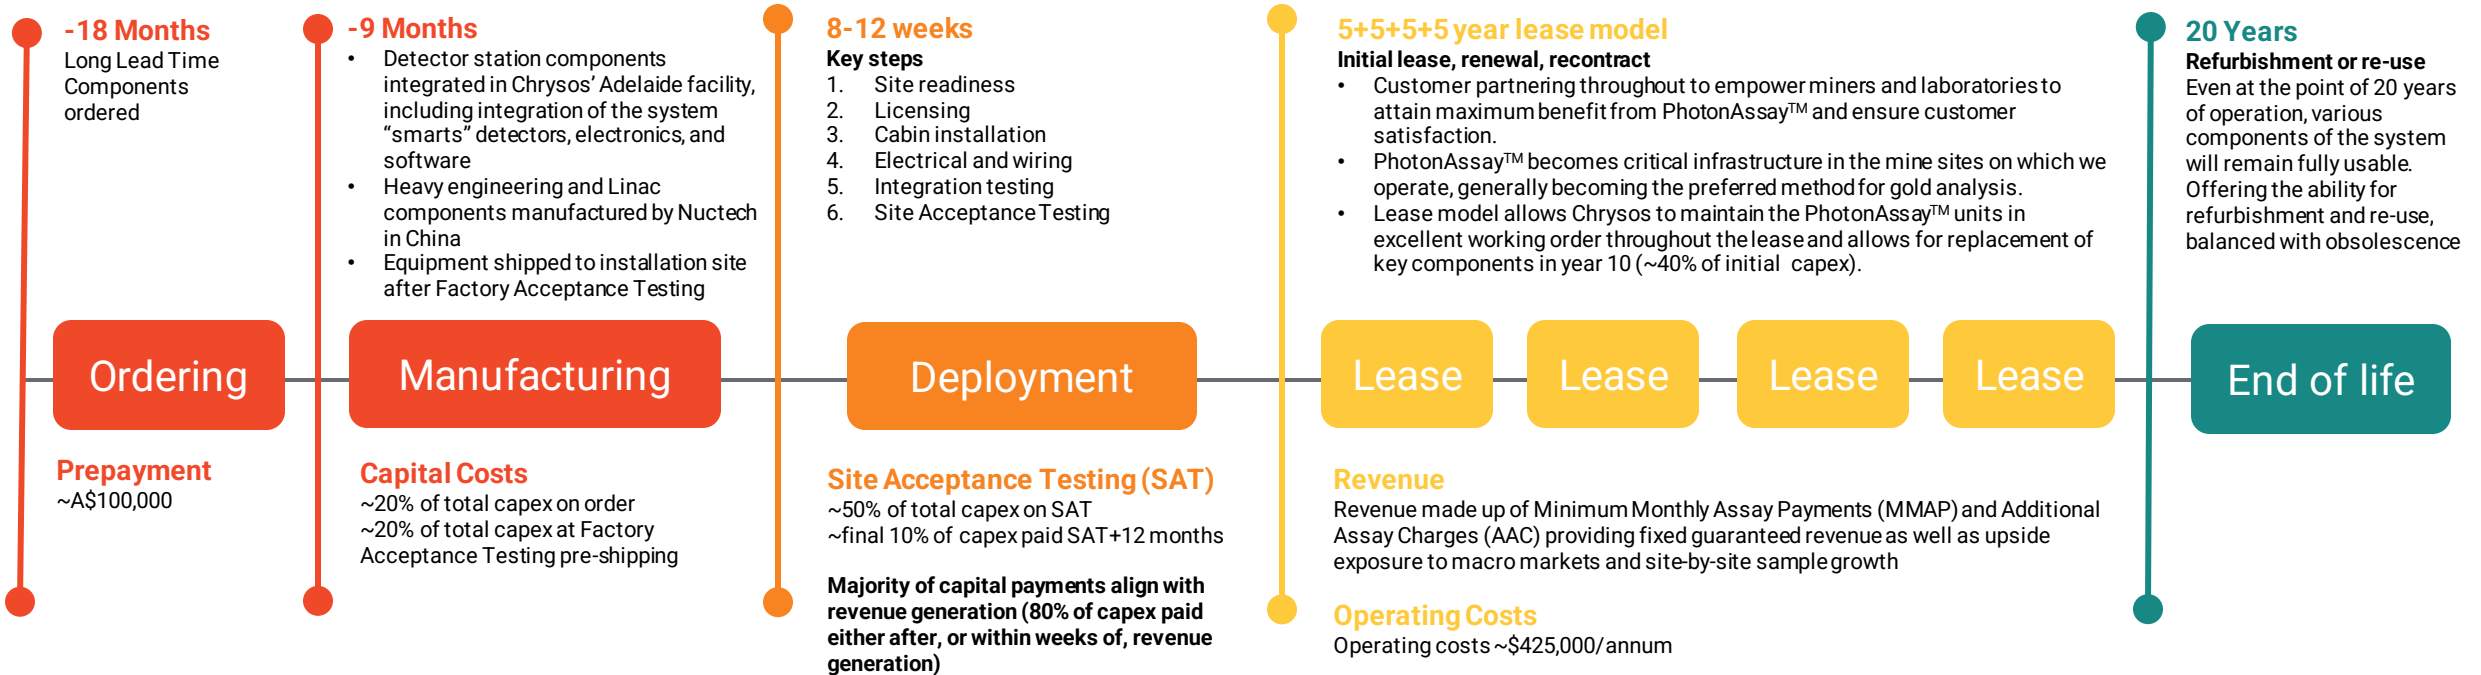 -18 Months
Long Lead Time
Components
ordered
-9 Months
• Detector station components
integrated in Chrysos' Adelaide facility,
including integration of the system
“smarts” detectors, electronics, and
software
• Heavy engineering and Linac
components manufactured by Nuctech
in China
• Equipment shipped to installation site
after Factory Acceptance Testing
8-12 weeks
Key steps
1. Site readiness
2. Licensing
3. Cabin installation
4. Electrical and wiring
5. Integration testing
6. Site Acceptance Testing
5+5+5+5 year lease model
Initial lease, renewal, recontract
• Customer partnering throughout to empower miners and laboratories to
attain maximum benefit from PhotonAssay™ and ensure customer
satisfaction.
• PhotonAssay™ becomes critical infrastructure in the mine sites on which we
operate, generally becoming the preferred method for gold analysis.
• Lease model allows Chrysos to maintain the PhotonAssay™ units in
excellent working order throughout the lease and allows for replacement of
key components in year 10 (~40% of initial capex).
20 Years
Refurbishment or re-use
Even at the point of 20 years
of operation, various
components of the system
will remain fully usable.
Offering the ability for
refurbishment and re-use,
balanced with obsolescence
Ordering
Manufacturing
Deployment
Lease
Lease
Lease
Lease
End of life
Prepayment
~A$100,000
Capital Costs
~20% of total capex on order
~20% of total capex at Factory
Acceptance Testing pre-shipping
Site Acceptance Testing (SAT)
~50% of total capex on SAT
~final 10% of capex paid SAT+12 months
Majority of capital payments align with
revenue generation (80% of capex paid
either after, or within weeks of, revenue
generation)
Revenue
Revenue made up of Minimum Monthly Assay Payments (MMAP) and Additional
Assay Charges (AAC) providing fixed guaranteed revenue as well as upside
exposure to macro markets and site-by-site sample growth
Operating Costs
Operating costs ~$425,000/annum